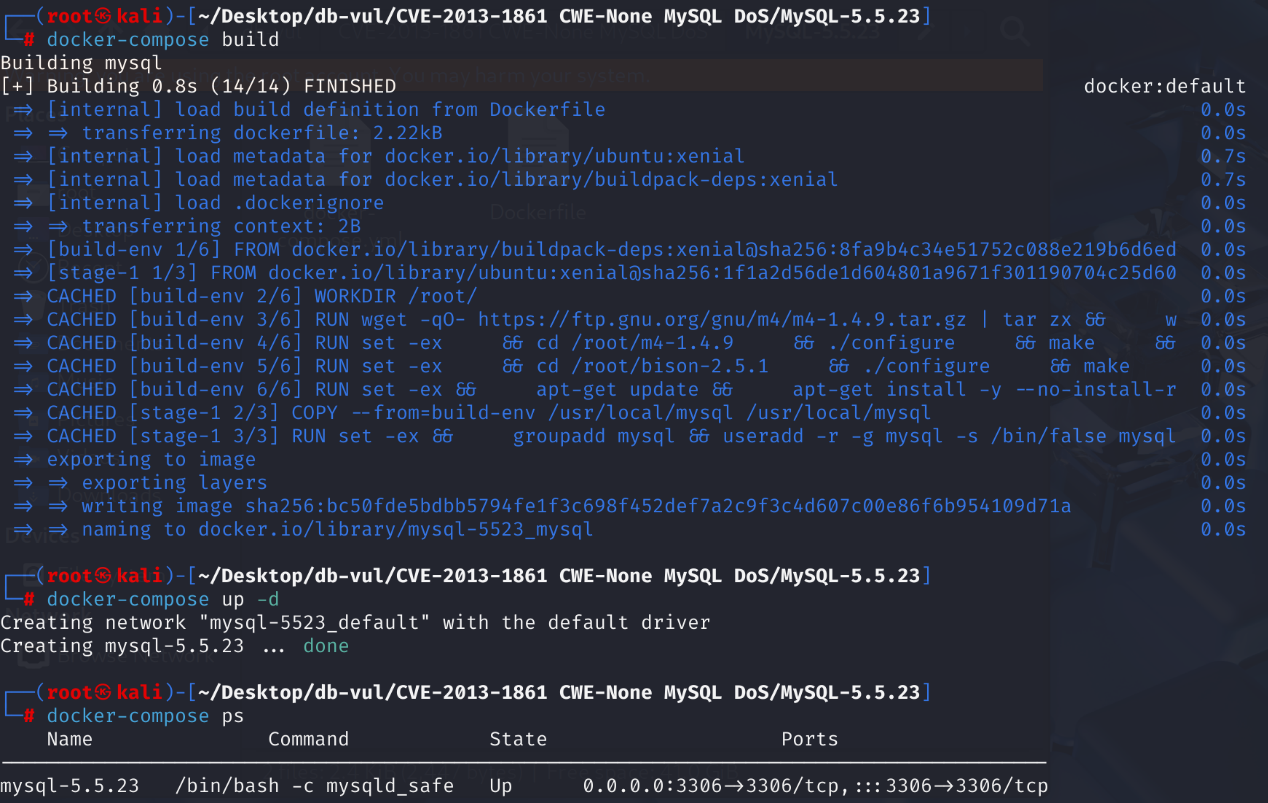 ┌──(root㉿kali)-[~/Desktop/db-vul/CVE-2013-1861 CWE-None MySQL DoS/MySQL-5.5.23]
└─# docker-compose build
Building mysql
[+] Building 0.8s (14/14) FINISHED docker:default
=> [internal] load build definition from Dockerfile 0.0s
=> => transferring dockerfile: 2.22kB 0.0s
=> [internal] load metadata for docker.io/library/ubuntu:xenial 0.7s
=> [internal] load metadata for docker.io/library/buildpack-deps:xenial 0.7s
=> [internal] load .dockerignore 0.0s
=> => transferring context: 2B 0.0s
=> [build-env 1/6] FROM docker.io/library/buildpack-deps:xenial@sha256:8fa9b4c34e51752c088e219b6d6ed 0.0s
=> [stage-1 1/3] FROM docker.io/library/ubuntu:xenial@sha256:1f1a2d56de1d604801a9671f301190704c25d60 0.0s
=> CACHED [build-env 2/6] WORKDIR /root/ 0.0s
=> CACHED [build-env 3/6] RUN wget -qO- https://ftp.gnu.org/gnu/m4/m4-1.4.9.tar.gz | tar zx && w 0.0s
=> CACHED [build-env 4/6] RUN set -ex && cd /root/m4-1.4.9 && ./configure && make && 0.0s
=> CACHED [build-env 5/6] RUN set -ex && cd /root/bison-2.5.1 && ./configure && make 0.0s
=> CACHED [build-env 6/6] RUN set -ex && apt-get update && apt-get install -y --no-install-r 0.0s
=> CACHED [stage-1 2/3] COPY --from=build-env /usr/local/mysql /usr/local/mysql 0.0s
=> CACHED [stage-1 3/3] RUN set -ex && groupadd mysql && useradd -r -g mysql -s /bin/false mysql 0.0s
=> exporting to image 0.0s
=> => exporting layers 0.0s
=> => writing image sha256:bc50fde5bdbb5794fe1f3c698f452def7a2c9f3c4d607c00e86f6b954109d71a 0.0s
=> => naming to docker.io/library/mysql-5523_mysql 0.0s
┌──(root㉿kali)-[~/Desktop/db-vul/CVE-2013-1861 CWE-None MySQL DoS/MySQL-5.5.23]
└─# docker-compose up -d
Creating network "mysql-5523_default" with the default driver
Creating mysql-5.5.23 ... done
┌──(root㉿kali)-[~/Desktop/db-vul/CVE-2013-1861 CWE-None MySQL DoS/MySQL-5.5.23]
└─# docker-compose ps
Name Command State Ports
mysql-5.5.23 /bin/bash -c mysqld_safe Up 0.0.0.0:3306->3306/tcp,:::3306->3306/tcp